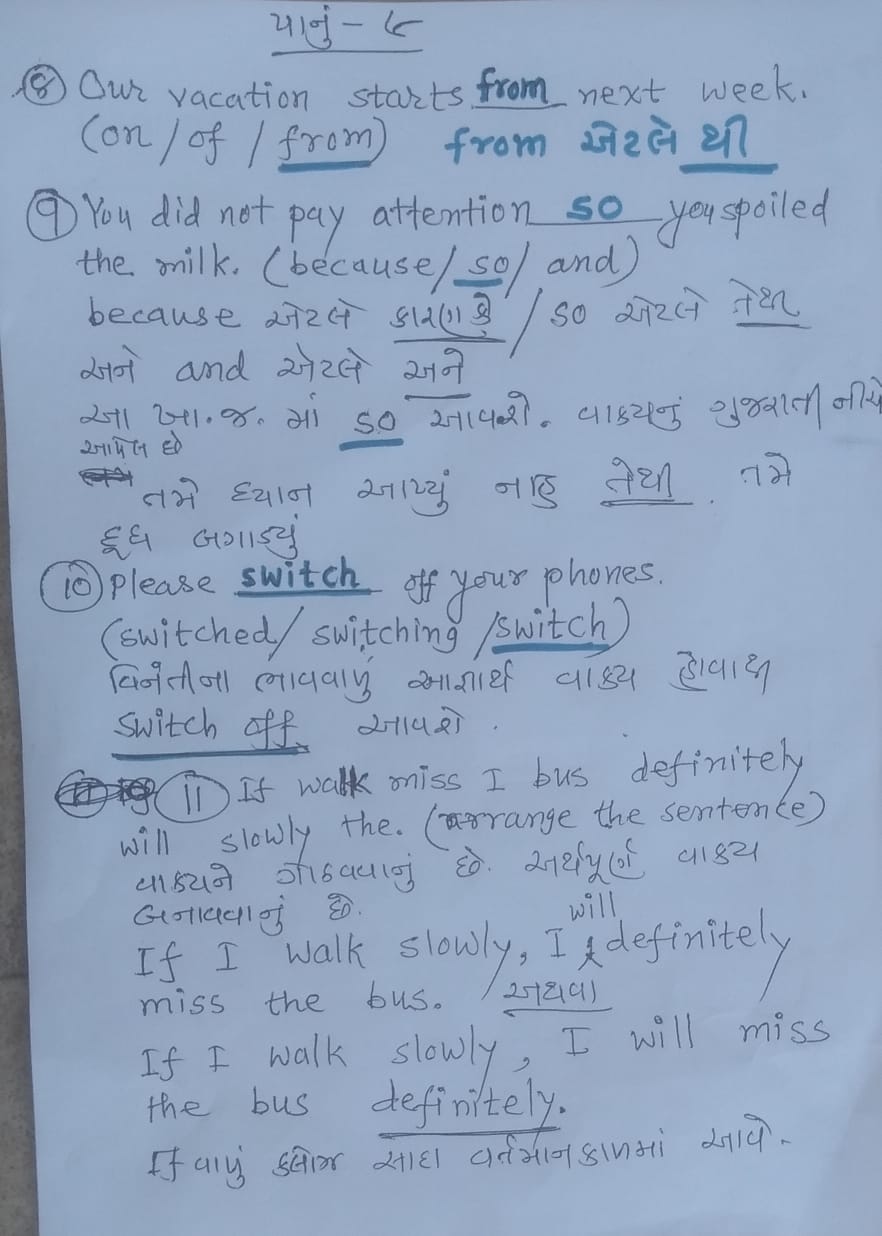 પાનું - ૯
⑧ Our vacation starts from next week.
(on / of / from) from એટલે થી
⑨ You did not pay attention so you spoiled
the milk. (because / so / and)
because એટલે કારણ કે / so એટલે તેથી
અને and એટલે અને
આ ખા.જ. માં so આવશે. વાક્યનું ગુજરાતી નીચે
આપેલ છે
તમે ધ્યાન આપ્યું નહિ તેથી તમે
દૂધ બગાડ્યું
⑩ Please switch off your phones.
(switched / switching / switch)
વિનંતીના ભાવવાળું આજ્ઞાર્થ વાક્ય હોવાથી
switch off આવશે.
⑪ If walk miss I bus definitely
will slowly the. (arrange the sentence)
વાક્યને ગોઠવવાનું છે. અર્થપૂર્ણ વાક્ય
બનાવવાનું છે.
If I walk slowly, I will definitely
miss the bus. / અથવા
If I walk slowly, I will miss
the bus definitely.
If વાળું ક્લોઝ સાદા વર્તમાનકાળમાં આવે.